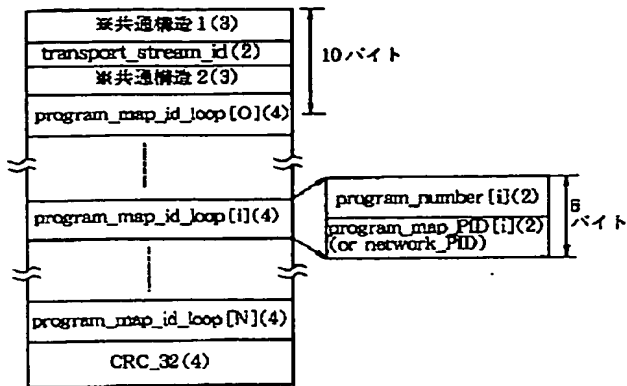 ※共通構造1(3)
transport_stream_id(2)
※共通構造2(3)
program_map_id_loop[0](4)
10バイト
program_map_id_loop[i](4)
program_number[i](2)
program_map_PID[i](2)
(or network_PID)
6
バイト
program_map_id_loop[N](4)
CRC_32(4)